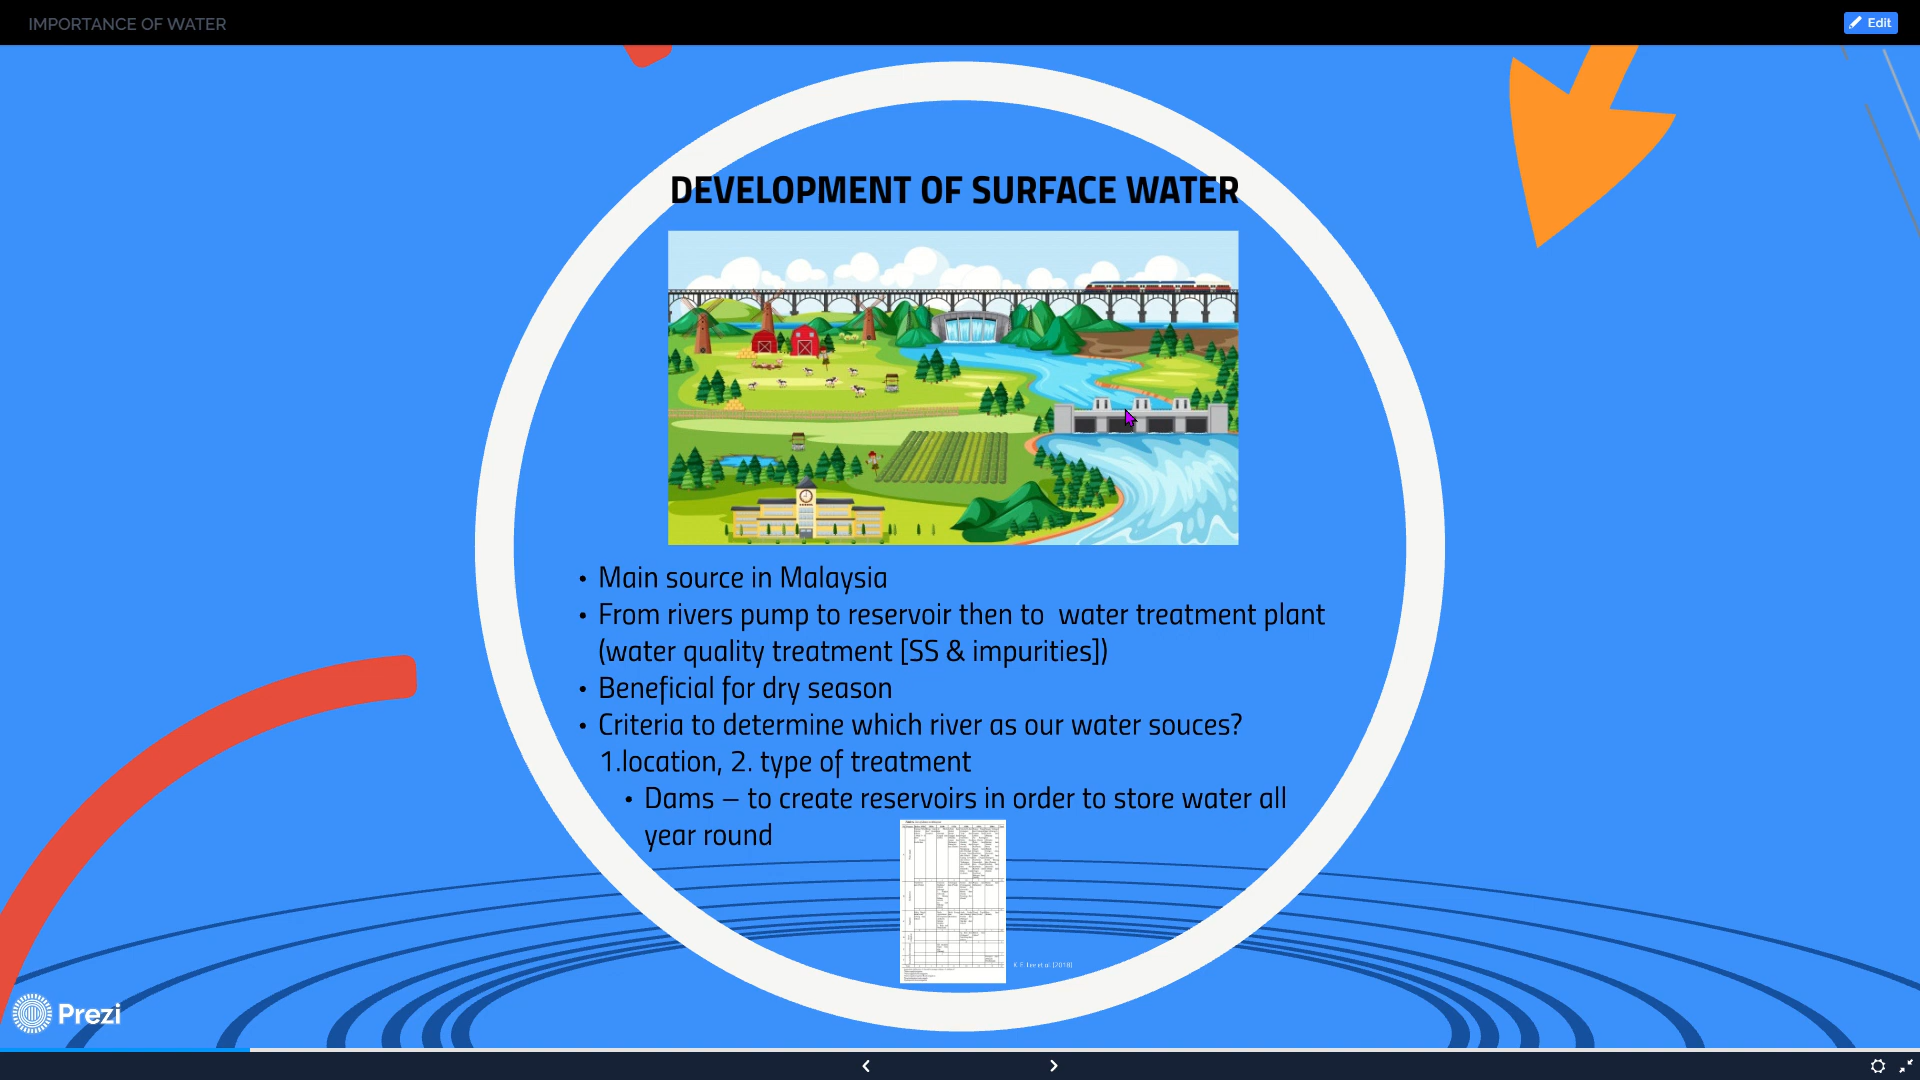 IMPORTANCE OF WATER
Edit
DEVELOPMENT OF SURFACE WATER
• Main source in Malaysia
• From rivers pump to reservoir then to water treatment plant
(water quality treatment [SS & impurities])
• Beneficial for dry season
• Criteria to determine which river as our water souces?
1.location, 2. type of treatment
• Dams – to create reservoirs in order to store water all
year round
Prezi